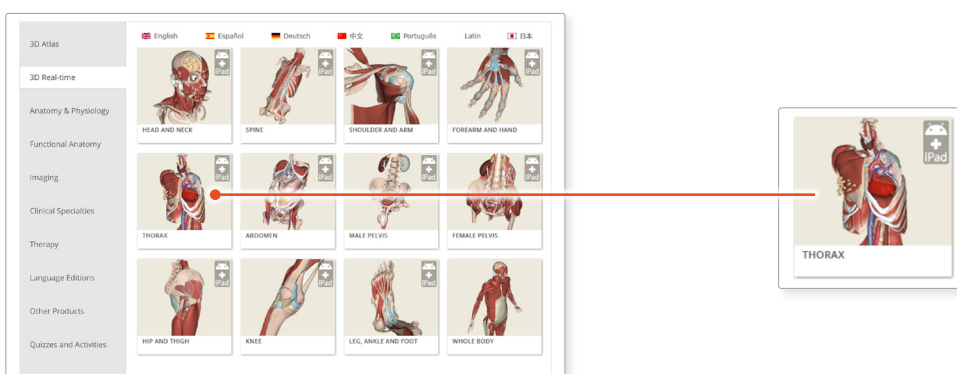 3D Atlas
3D Real-time
Anatomy & Physiology
Functional Anatomy
Imaging
Clinical Specialties
Therapy
Language Editions
Other Products
Quizzes and Activities
English Español Deutsch 中文 Português Latin 日本
iPad iPad iPad iPad
HEAD AND NECK SPINE SHOULDER AND ARM FOREARM AND HAND
iPad iPad iPad iPad
THORAX ABDOMEN MALE PELVIS FEMALE PELVIS
iPad iPad iPad
HIP AND THIGH KNEE LEG, ANKLE AND FOOT WHOLE BODY
iPad
THORAX